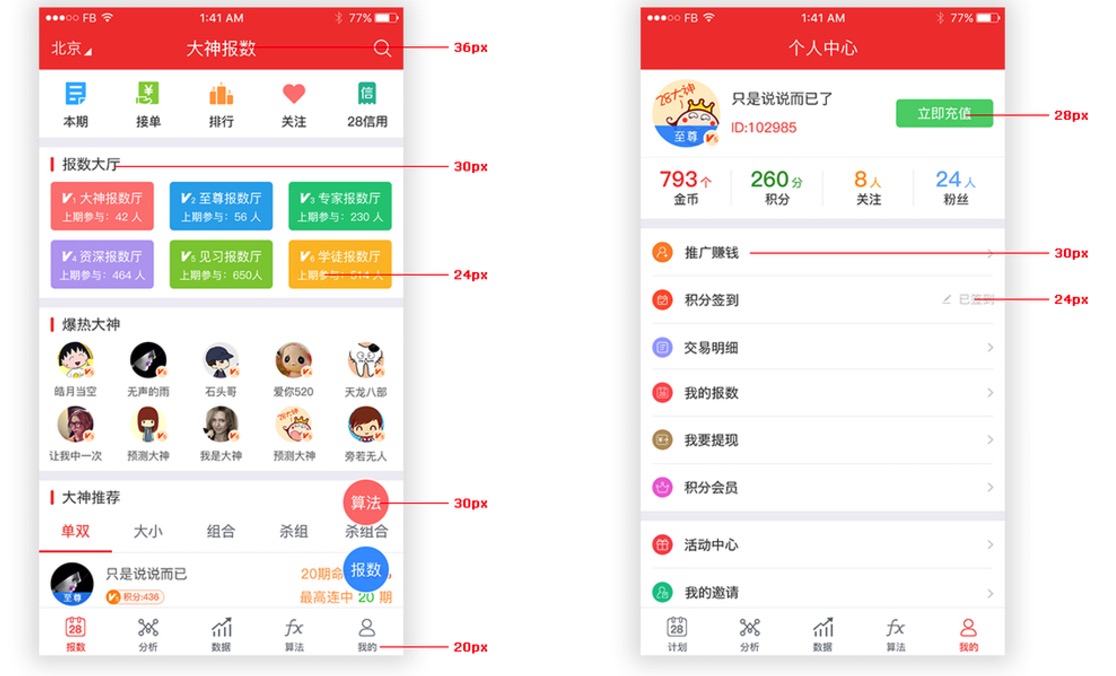 FB 1:41 AM 77%
北京 大神报数
36px
本期 接单 排行 关注 28信用
信
报数大厅
30px
V1 大神报数厅 V2 至尊报数厅 V3 专家报数厅
上期参与: 42 人 上期参与: 56 人 上期参与: 230 人
V4 资深报数厅 V5 见习报数厅 V6 学徒报数厅
上期参与: 464 人 上期参与: 650人 上期参与: 514 人
24px
爆热大神
皓月当空 无声的雨 石头哥 爱你520 天龙八部
让我中一次 预测大神 我是大神 预测大神 旁若无人
大神推荐
算法
30px
单双 大小 组合 杀组 杀组合
只是说说而已 20期命
报数
至尊 积分:436 最高连中 20 期
28
报数 分析 数据 fx 算法 我的
20px
FB 1:41 AM 77%
个人中心
28大神
至尊
只是说说而已了
ID:102985
立即充值
28px
793个 260分 8人 24人
金币 积分 关注 粉丝
推广赚钱
30px
积分签到 已签到
24px
交易明细
我的报数
我要提现
积分会员
活动中心
我的邀请
28
计划 分析 数据 fx 算法 我的